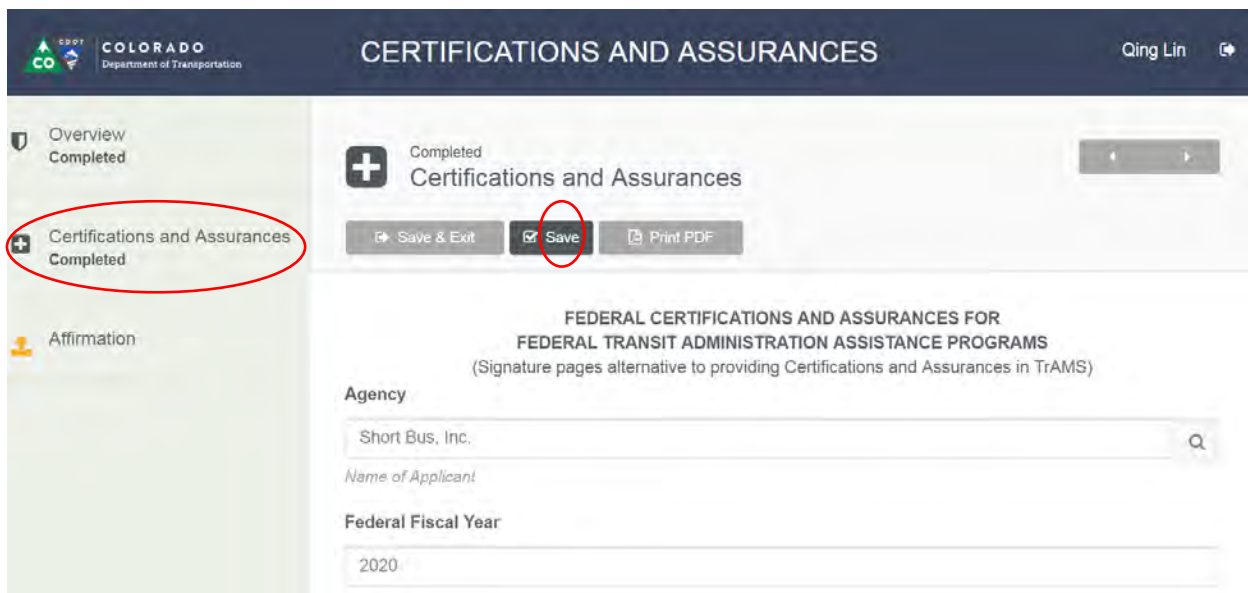 CDOT
CO
COLORADO
Department of Transportation
CERTIFICATIONS AND ASSURANCES
Qing Lin
Overview
Completed
Certifications and Assurances
Completed
Affirmation
Completed
Certifications and Assurances
Save & Exit
Save
Print PDF
FEDERAL CERTIFICATIONS AND ASSURANCES FOR
FEDERAL TRANSIT ADMINISTRATION ASSISTANCE PROGRAMS
(Signature pages alternative to providing Certifications and Assurances in TrAMS)
Agency
Short Bus, Inc.
Name of Applicant
Federal Fiscal Year
2020